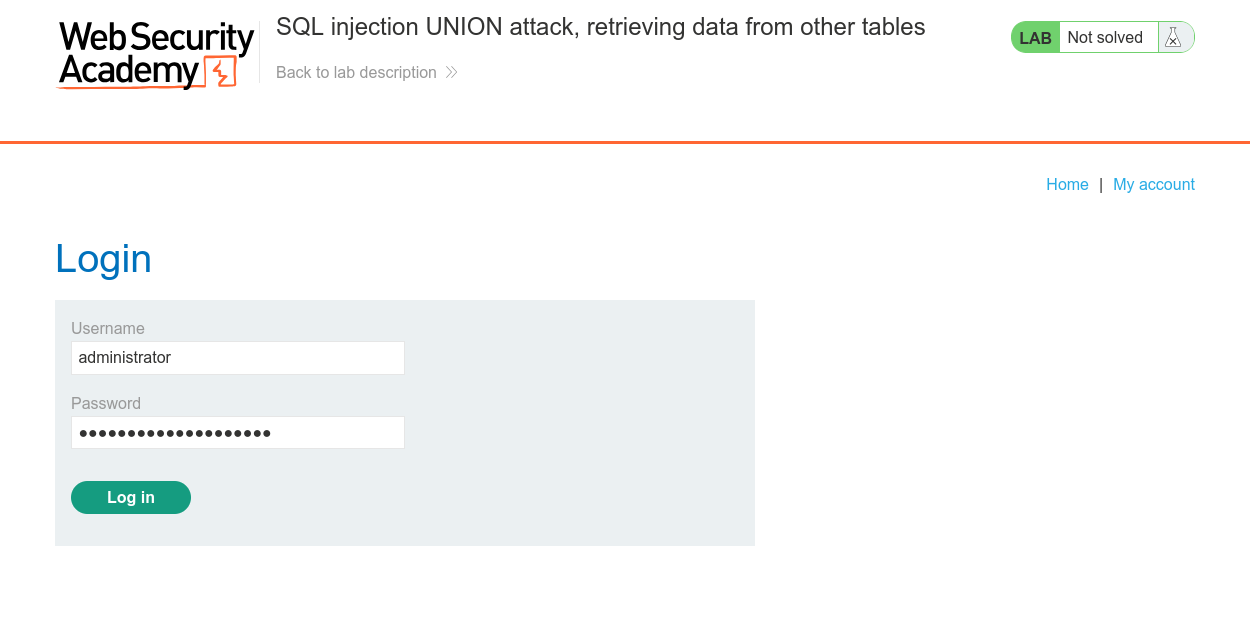 Web Security
Academy
SQL injection UNION attack, retrieving data from other tables
Back to lab description
LAB Not solved
Home | My account
Login
Username
administrator
Password
●●●●●●●●●●●●●●●●●●●●
Log in